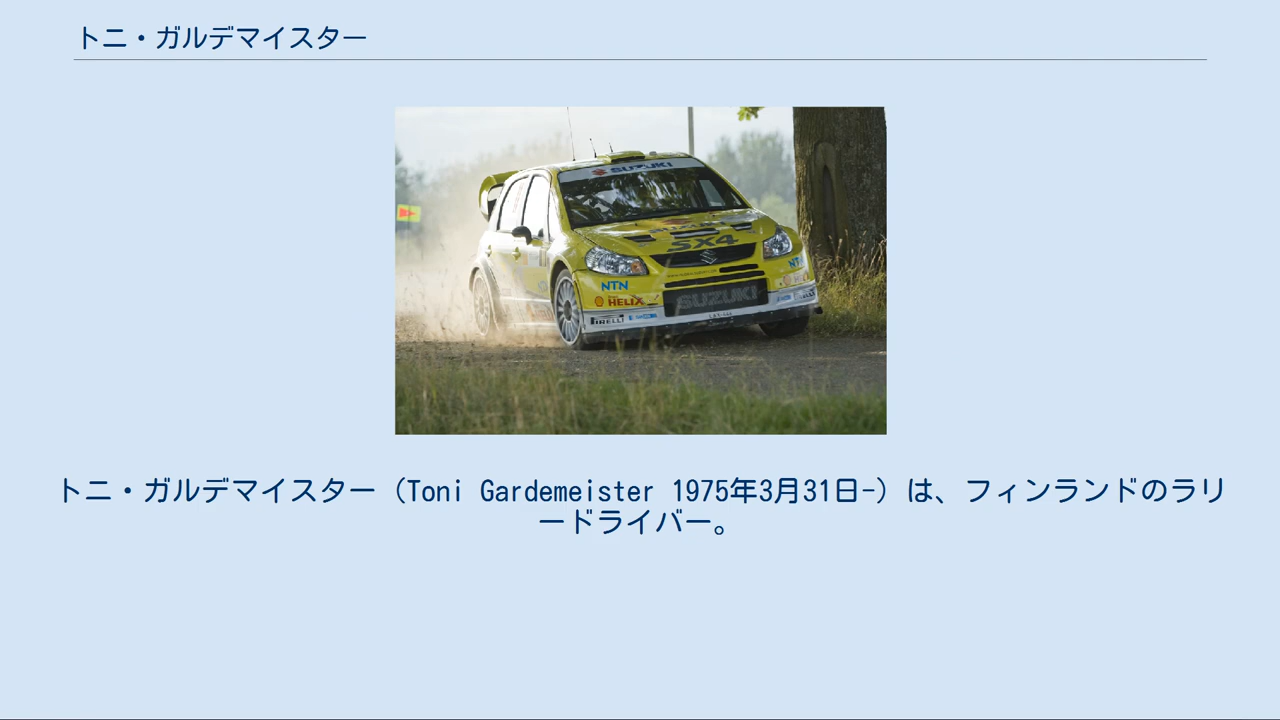 トニ・ガルデマイスター
SUZUKI
SUZUKI
SX4
NTN
NTN
HELIX
SUZUKI
PIRELLI
トニ・ガルデマイスター（Toni Gardemeister 1975年3月31日-）は、フィンランドのラリ
ードライバー。